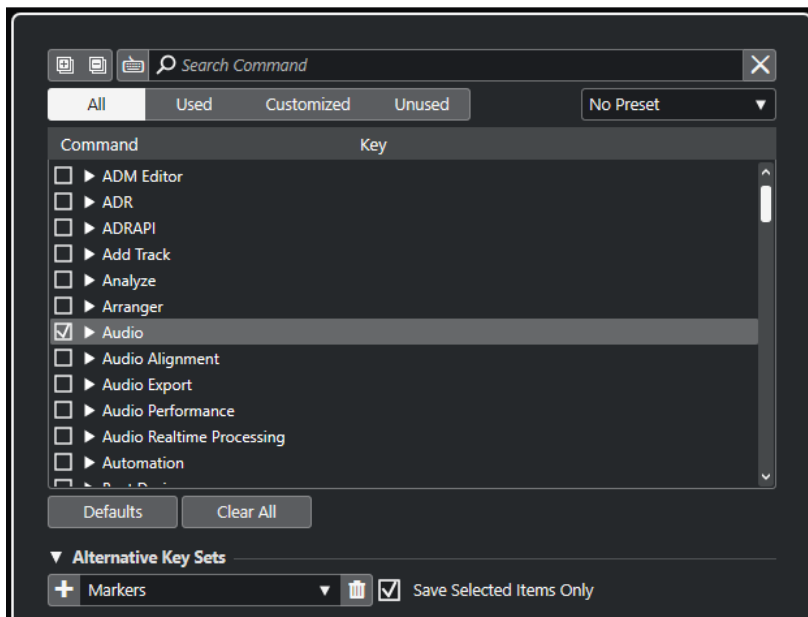 Search Command
All Used Customized Unused No Preset
Command Key
ADM Editor
ADR
ADRAPI
Add Track
Analyze
Arranger
Audio
Audio Alignment
Audio Export
Audio Performance
Audio Realtime Processing
Automation
Defaults Clear All
Alternative Key Sets
Markers Save Selected Items Only